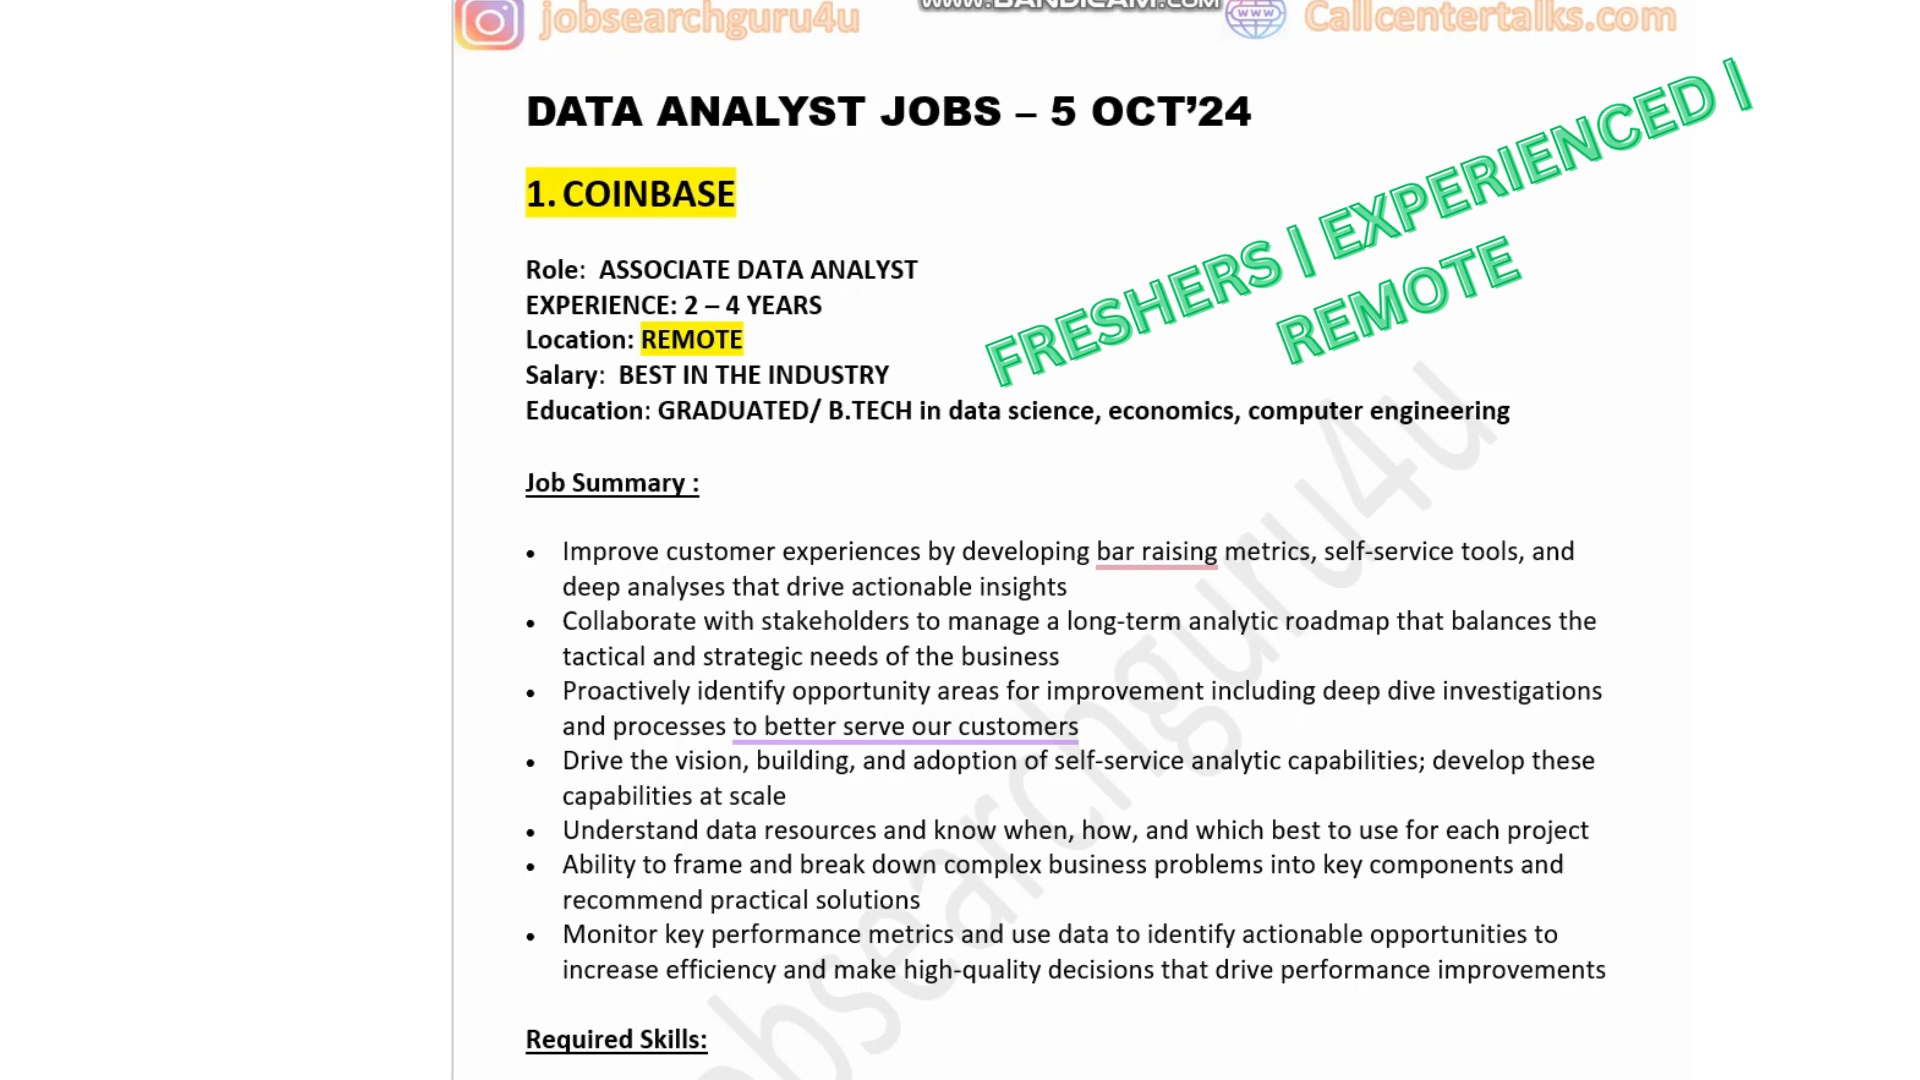 jobsearchguru4u
www.BANDICAM.COM
www
Callcentertalks.com
DATA ANALYST JOBS – 5 OCT’24
FRESHERS | EXPERIENCED |
REMOTE
1. COINBASE
Role: ASSOCIATE DATA ANALYST
EXPERIENCE: 2 – 4 YEARS
Location: REMOTE
Salary: BEST IN THE INDUSTRY
Education: GRADUATED/ B.TECH in data science, economics, computer engineering
Job Summary :
• Improve customer experiences by developing bar raising metrics, self-service tools, and
deep analyses that drive actionable insights
• Collaborate with stakeholders to manage a long-term analytic roadmap that balances the
tactical and strategic needs of the business
• Proactively identify opportunity areas for improvement including deep dive investigations
and processes to better serve our customers
• Drive the vision, building, and adoption of self-service analytic capabilities; develop these
capabilities at scale
• Understand data resources and know when, how, and which best to use for each project
• Ability to frame and break down complex business problems into key components and
recommend practical solutions
• Monitor key performance metrics and use data to identify actionable opportunities to
increase efficiency and make high-quality decisions that drive performance improvements
Required Skills:
jobsearchguru4u